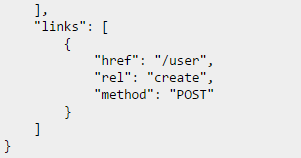 ],
    "links": [
        {
            "href": "/user",
            "rel": "create",
            "method": "POST"
        }
    ]
}